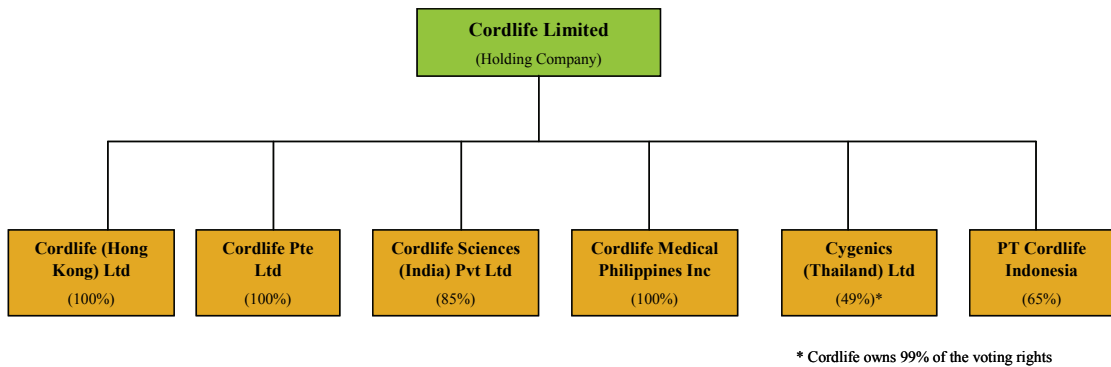 Cordlife Limited
(Holding Company)
Cordlife (Hong
Kong) Ltd
(100%)
Cordlife Pte
Ltd
(100%)
Cordlife Sciences
(India) Pvt Ltd
(85%)
Cordlife Medical
Philippines Inc
(100%)
Cygenics
(Thailand) Ltd
(49%)*
PT Cordlife
Indonesia
(65%)
* Cordlife owns 99% of the voting rights